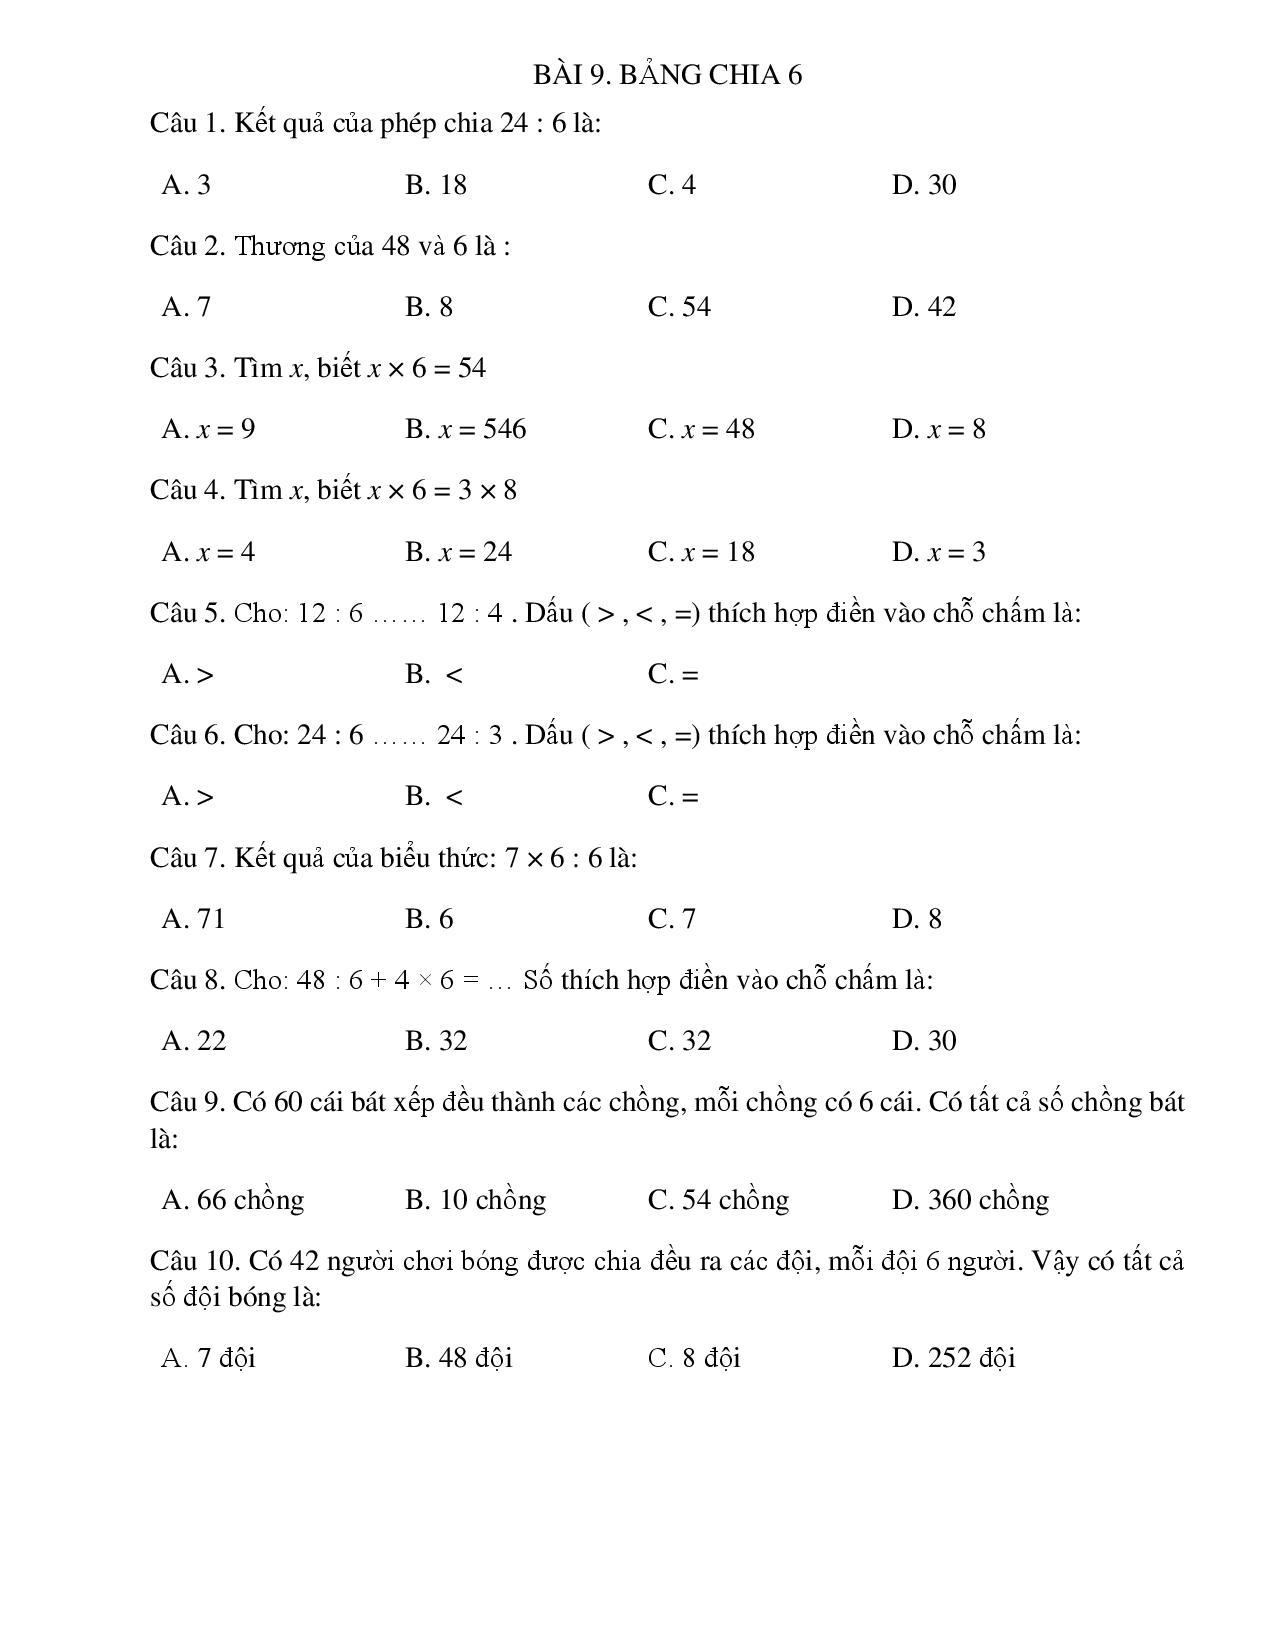 BÀI 9. BẢNG CHIA 6
Câu 1. Kết quả của phép chia 24 : 6 là:
A. 3 B. 18 C. 4 D. 30
Câu 2. Thương của 48 và 6 là :
A. 7 B. 8 C. 54 D. 42
Câu 3. Tìm x, biết x × 6 = 54
A. x = 9 B. x = 546 C. x = 48 D. x = 8
Câu 4. Tìm x, biết x × 6 = 3 × 8
A. x = 4 B. x = 24 C. x = 18 D. x = 3
Câu 5. Cho: 12 : 6 …… 12 : 4 . Dấu ( > , < , =) thích hợp điền vào chỗ chấm là:
A. > B. < C. =
Câu 6. Cho: 24 : 6 …… 24 : 3 . Dấu ( > , < , =) thích hợp điền vào chỗ chấm là:
A. > B. < C. =
Câu 7. Kết quả của biểu thức: 7 × 6 : 6 là:
A. 71 B. 6 C. 7 D. 8
Câu 8. Cho: 48 : 6 + 4 × 6 = … Số thích hợp điền vào chỗ chấm là:
A. 22 B. 32 C. 32 D. 30
Câu 9. Có 60 cái bát xếp đều thành các chồng, mỗi chồng có 6 cái. Có tất cả số chồng bát
là:
A. 66 chồng B. 10 chồng C. 54 chồng D. 360 chồng
Câu 10. Có 42 người chơi bóng được chia đều ra các đội, mỗi đội 6 người. Vậy có tất cả
số đội bóng là:
A. 7 đội B. 48 đội C. 8 đội D. 252 đội